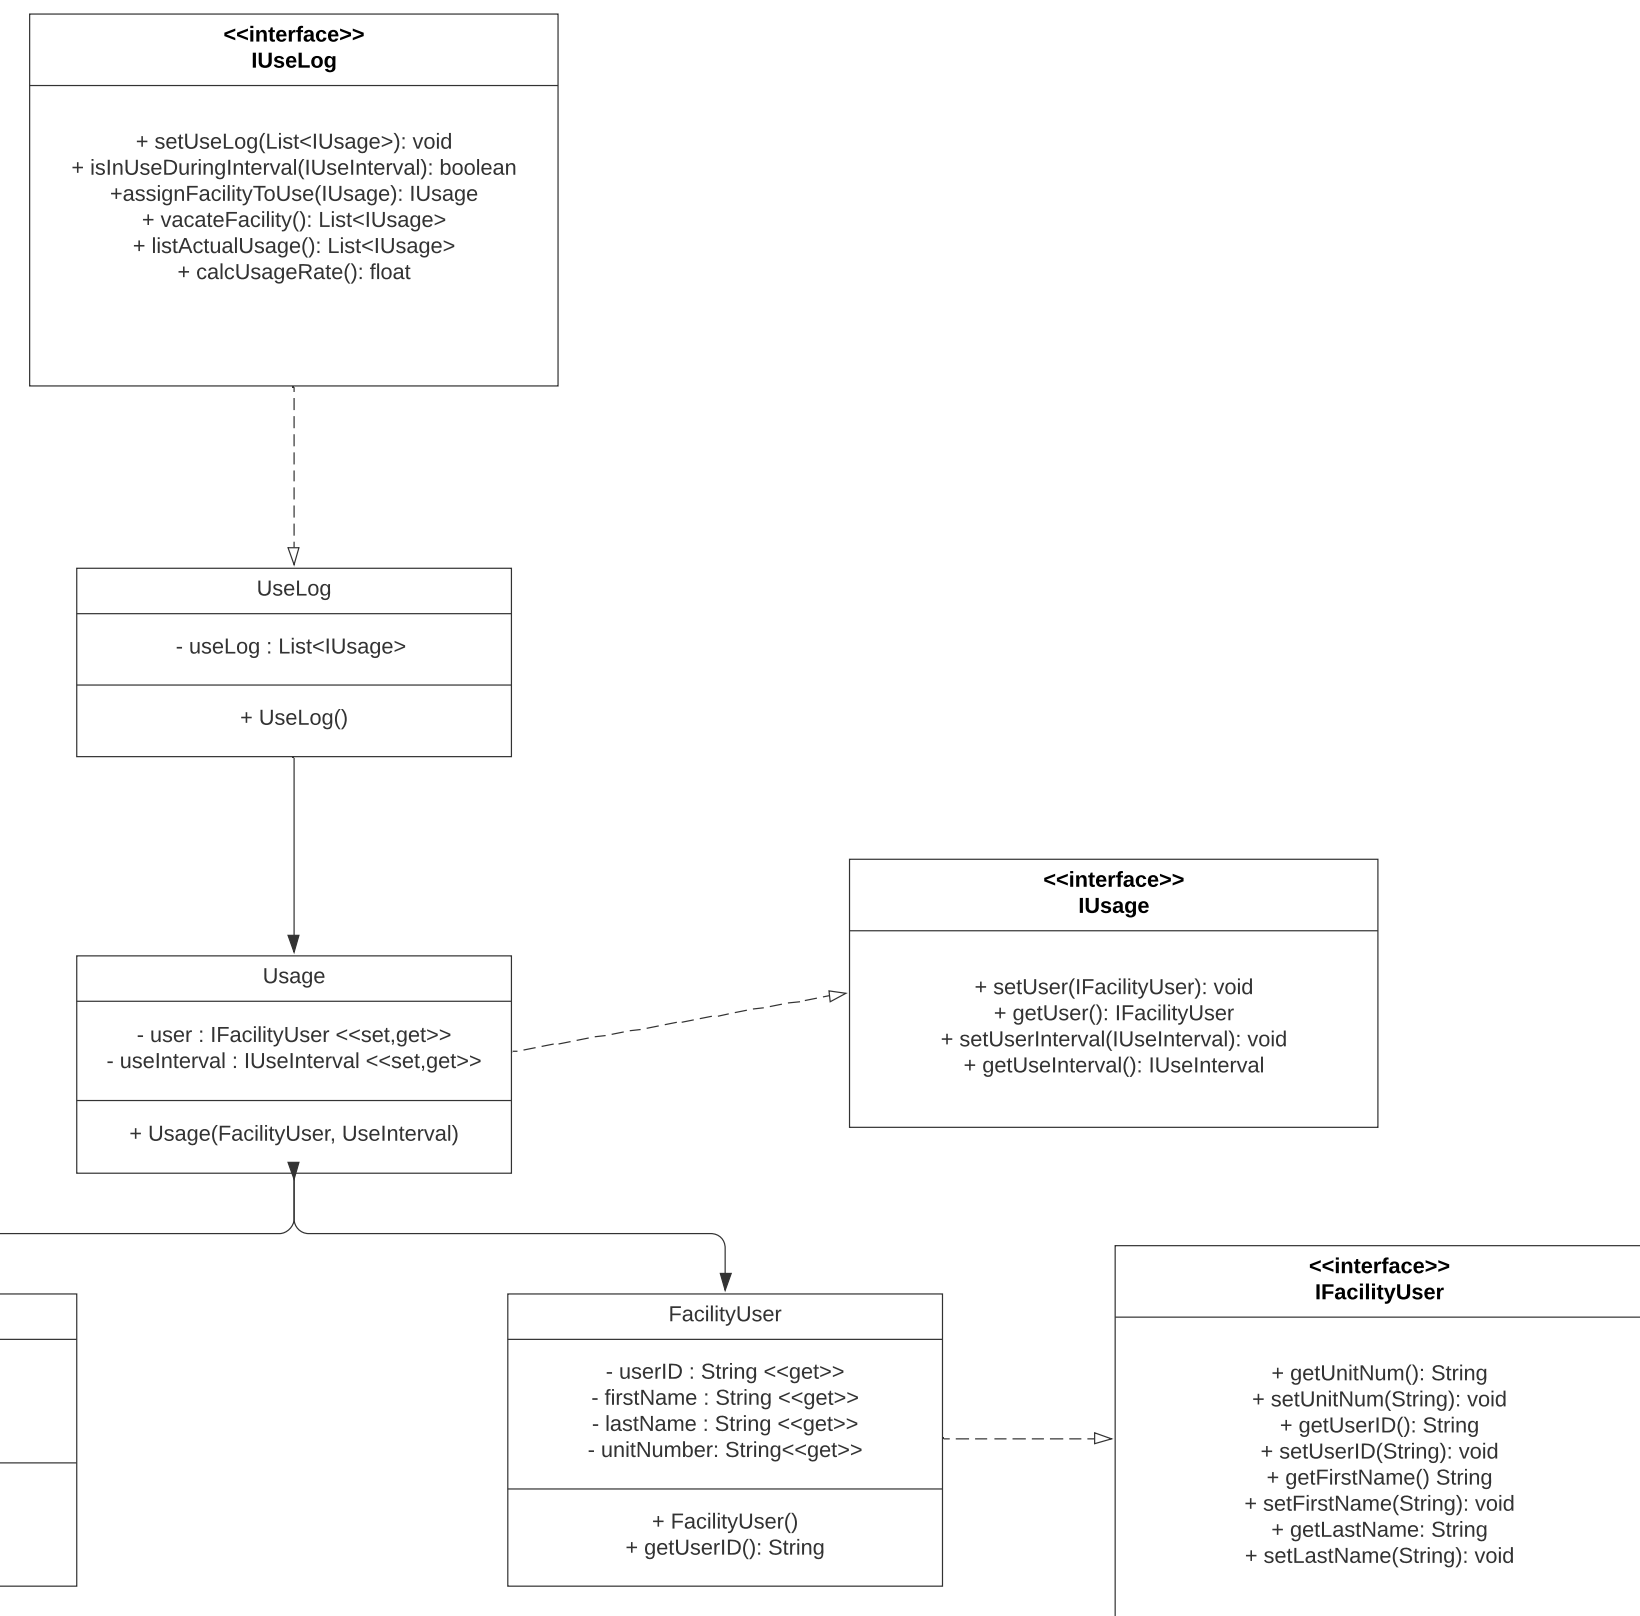 <<interface>>
IUseLog
+ setUseLog(List<IUsage>): void
+ isInUseDuringInterval(IUseInterval): boolean
+assignFacilityToUse(IUsage): IUsage
+ vacateFacility(): List<IUsage>
+ listActualUsage(): List<IUsage>
+ calcUsageRate(): float
UseLog
- useLog : List<IUsage>
+ UseLog()
<<interface>>
IUsage
+ setUser(IFacilityUser): void
+ getUser(): IFacilityUser
+ setUserInterval(IUseInterval): void
+ getUseInterval(): IUseInterval
Usage
- user : IFacilityUser <<set,get>>
- useInterval : IUseInterval <<set,get>>
+ Usage(FacilityUser, UseInterval)
FacilityUser
- userID : String <<get>>
- firstName : String <<get>>
- lastName : String <<get>>
- unitNumber: String<<get>>
+ FacilityUser()
+ getUserID(): String
<<interface>>
IFacilityUser
+ getUnitNum(): String
+ setUnitNum(String): void
+ getUserID(): String
+ setUserID(String): void
+ getFirstName() String
+ setFirstName(String): void
+ getLastName: String
+ setLastName(String): void